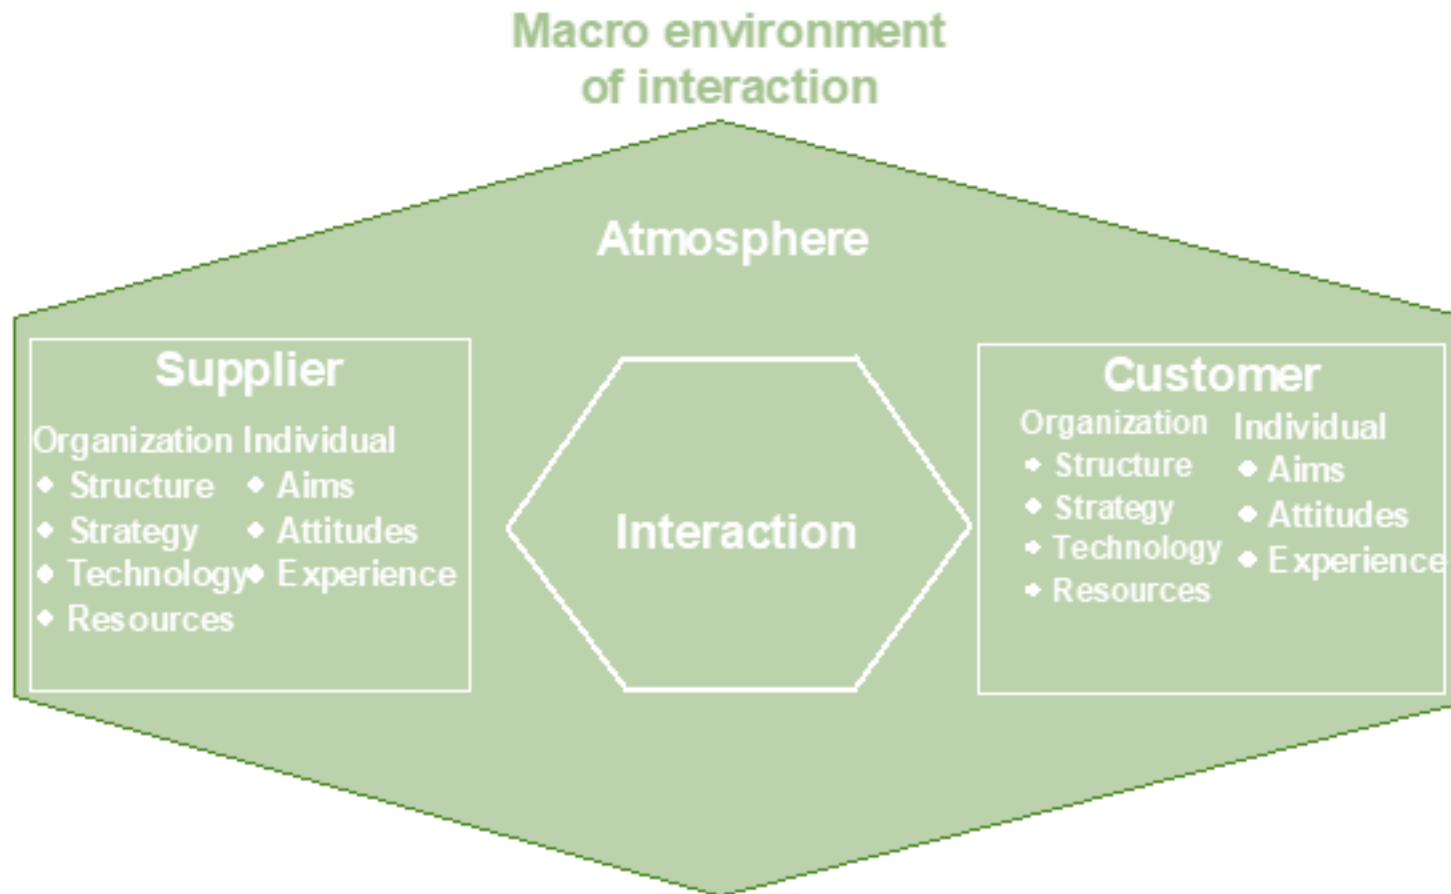 Macro environment
of interaction
Atmosphere
Supplier
Organization Individual
Structure
Aims
Strategy
Attitudes
Technology
Experience
Resources
Interaction
Customer
Organization
Individual
Structure
Aims
Strategy
Attitudes
Technology
Experience
Resources